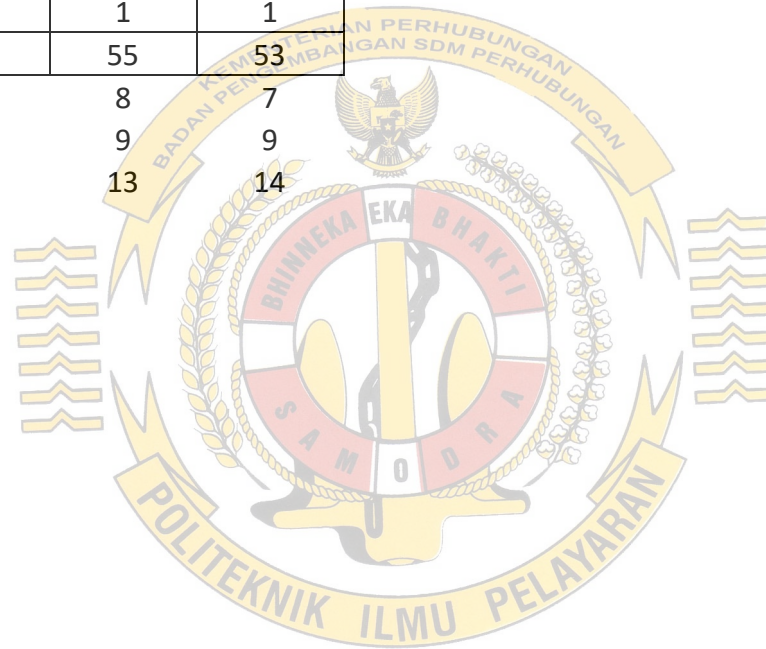 1 1
55 53
8 7
9 9
13 14
KEMENTERIAN PERHUBUNGAN
BADAN PENGEMBANGAN SDM PERHUBUNGAN
BHINNEKA EKA BHAKTI
SAMODRA
POLITEKNIK ILMU PELAYARAN